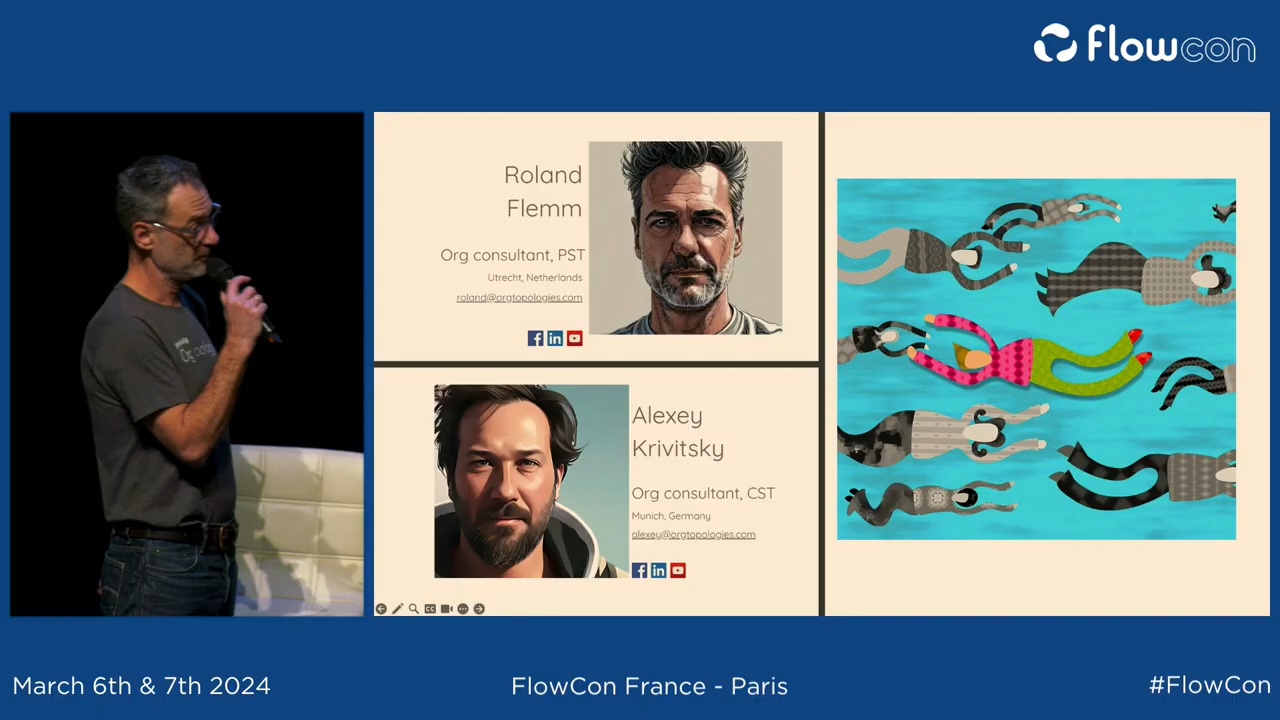 flowcon
Roland
Flemm
Org consultant, PST
Utrecht, Netherlands
roland@orgtopologies.com
Alexey
Krivitsky
Org consultant, CST
Munich, Germany
alexey@orgtopologies.com
CC
March 6th & 7th 2024
FlowCon France - Paris
#FlowCon